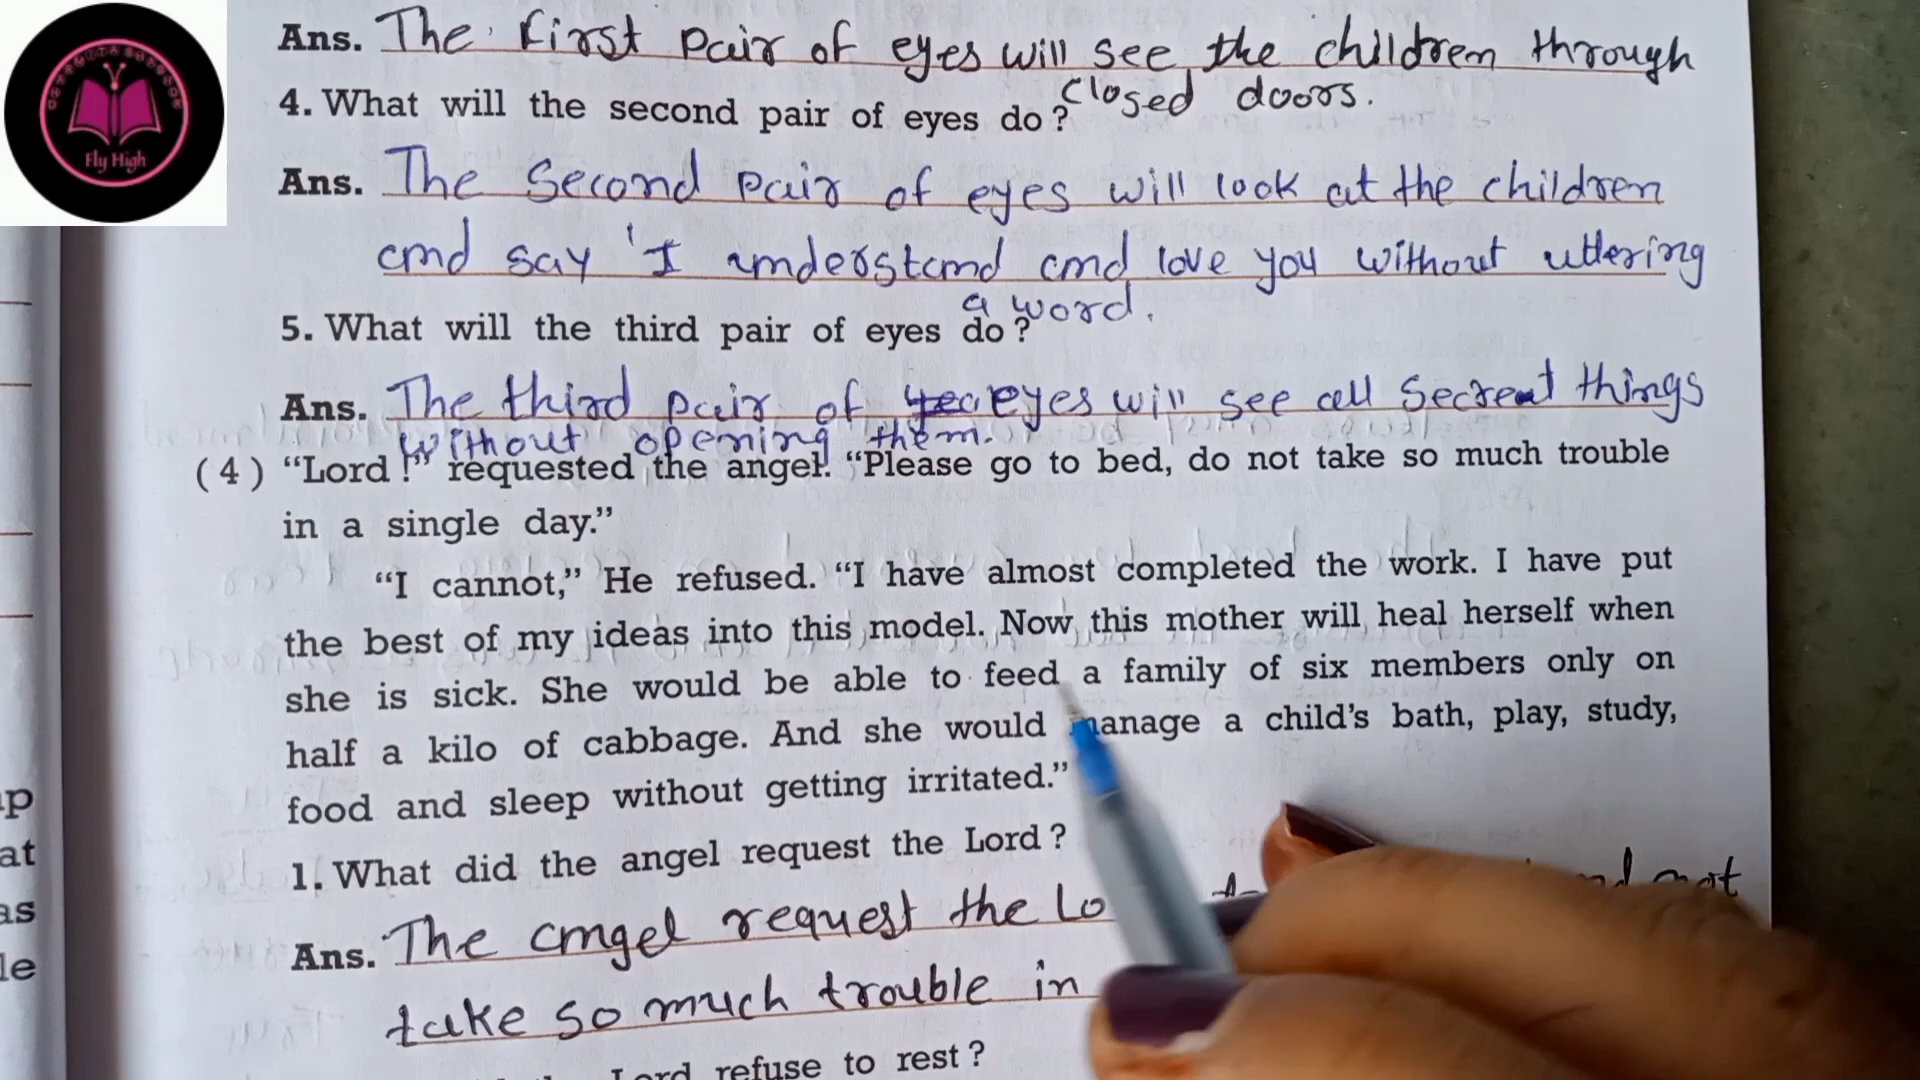 Fly High
Ans. The first pair of eyes will see the children through
closed doors.
4. What will the second pair of eyes do?
Ans. The second pair of eyes will look at the children
and say 'I understand and love you without uttering
a word.
5. What will the third pair of eyes do?
Ans. The third pair of eyes will see all secret things
without opening them.
(4) “Lord!” requested the angel. “Please go to bed, do not take so much trouble
in a single day.”
“I cannot,” He refused. “I have almost completed the work. I have put
the best of my ideas into this model. Now this mother will heal herself when
she is sick. She would be able to feed a family of six members only on
half a kilo of cabbage. And she would manage a child's bath, play, study,
food and sleep without getting irritated.”
1. What did the angel request the Lord?
Ans. The angel request the Lo not
take so much trouble in
refuse to rest?
up
at
as
le